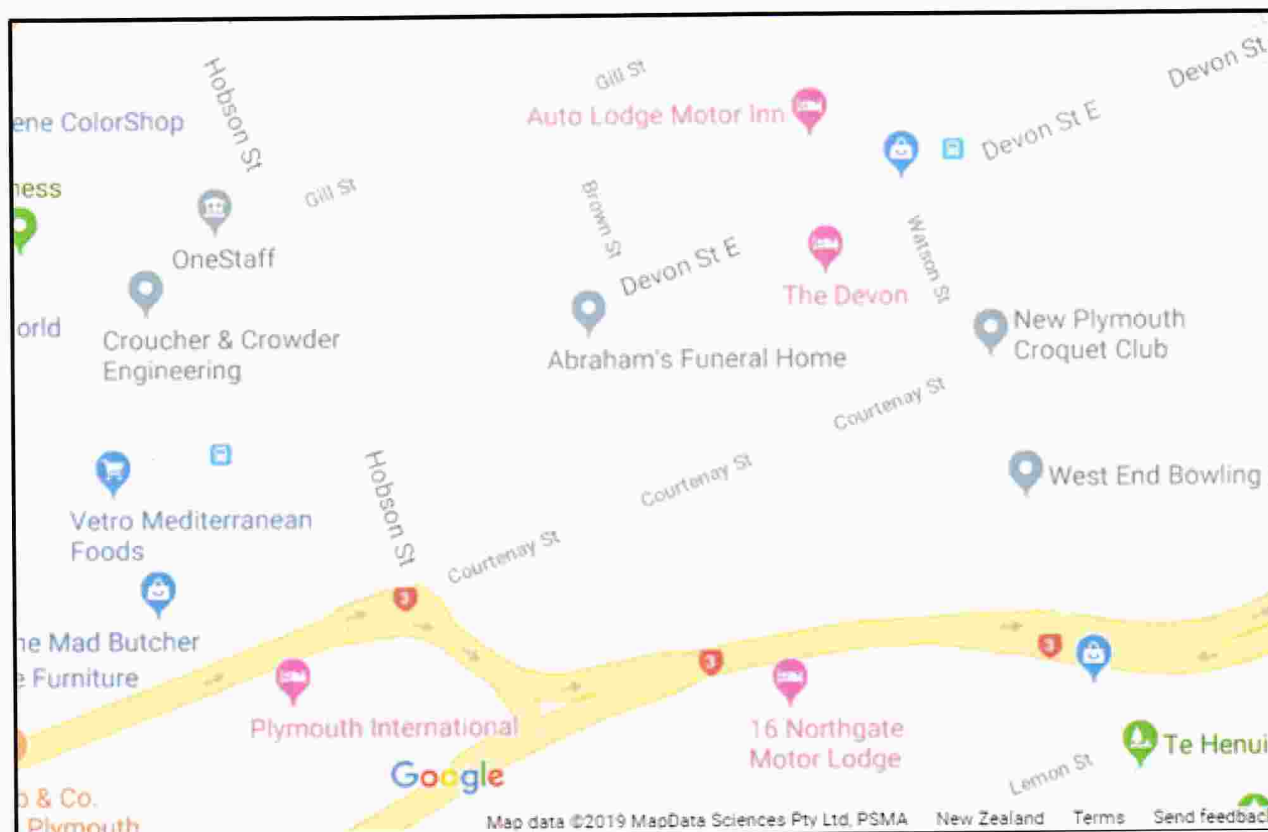 Devon St
Hobson St
Gill St
Auto Lodge Motor Inn
ene ColorShop
Devon St E
ness
Gill St
Brown St
OneStaff
Watson St
Devon St E
The Devon
orld
Croucher & Crowder
Engineering
Abraham's Funeral Home
New Plymouth
Croquet Club
Courtenay St
Courtenay St
West End Bowling
Hobson St
Vetro Mediterranean
Foods
Courtenay St
3
ne Mad Butcher
e Furniture
3
3
Plymouth International
16 Northgate
Motor Lodge
Te Henui
Lemon St
Google
o & Co.
Plymouth
Map data ©2019 MapData Sciences Pty Ltd, PSMA New Zealand Terms Send feedback